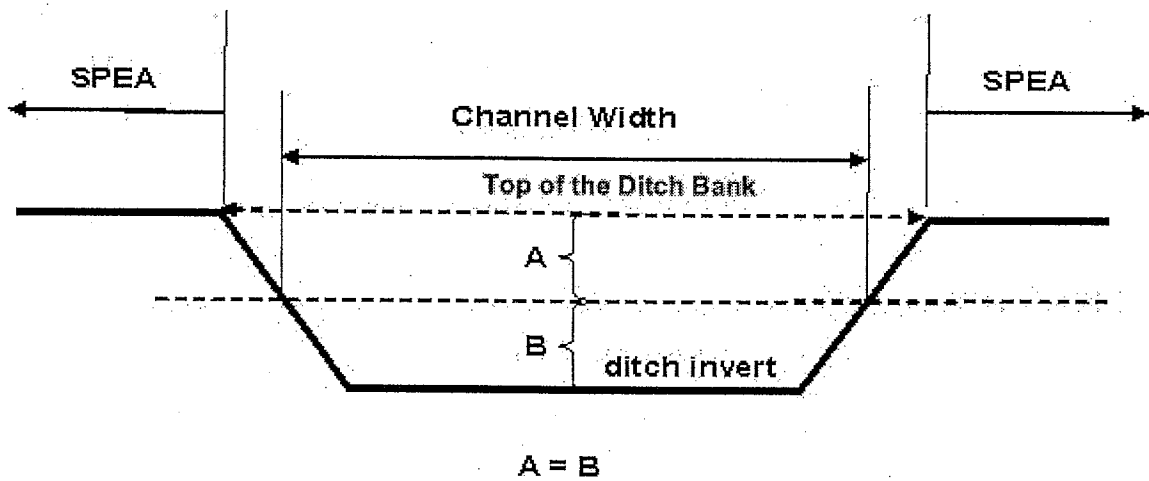 SPEA
SPEA
Channel Width
Top of the Ditch Bank
A
B
ditch invert
A = B